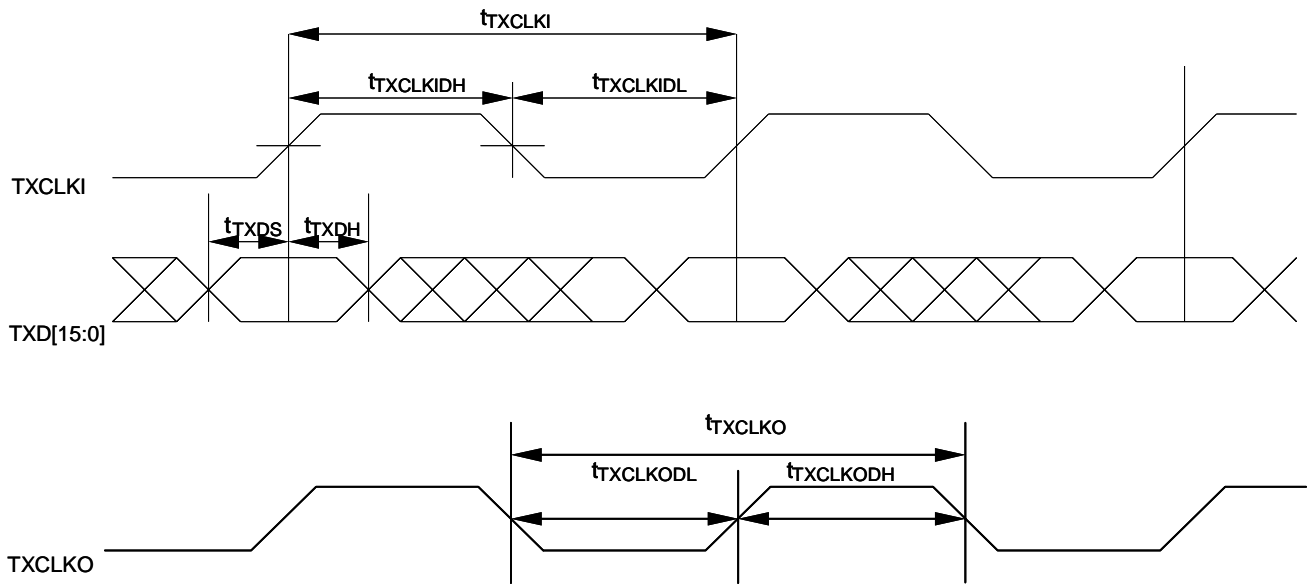 tTXCLKI
tTXCLKIDH tTXCLKIDL
TXCLKI
tTXDS tTXDH
TXD[15:0]
tTXCLKO
tTXCLKODL tTXCLKODH
TXCLKO